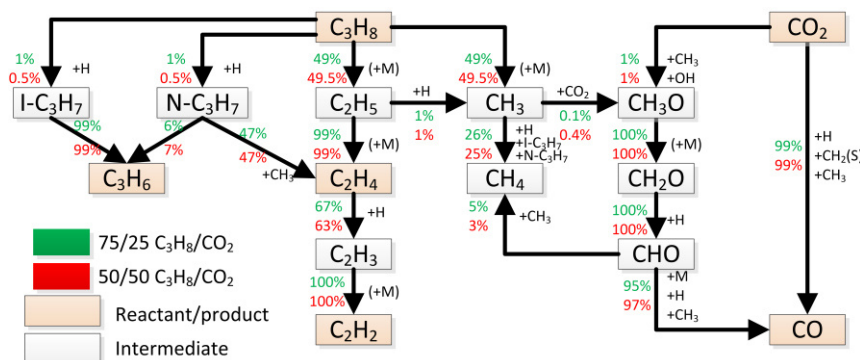 C3H8
CO2
1%
0.5%
+H
1%
0.5%
+H
49%
49.5%
(+M)
49%
49.5%
(+M)
1%
1%
+CH3
+OH
I-C3H7
N-C3H7
C2H5
+H
1%
1%
CH3
+CO2
0.1%
0.4%
CH3O
99%
99%
6%
7%
47%
47%
+CH3
99%
99%
(+M)
26%
25%
+H
+I-C3H7
+N-C3H7
100%
100%
(+M)
99%
99%
+H
+CH2(S)
+CH3
C3H6
C2H4
CH4
CH2O
67%
63%
+H
5%
3%
+CH3
100%
100%
+H
75/25 C3H8/CO2
C2H3
CHO
50/50 C3H8/CO2
100%
100%
(+M)
95%
97%
+M
+H
+CH3
Reactant/product
C2H2
CO
Intermediate